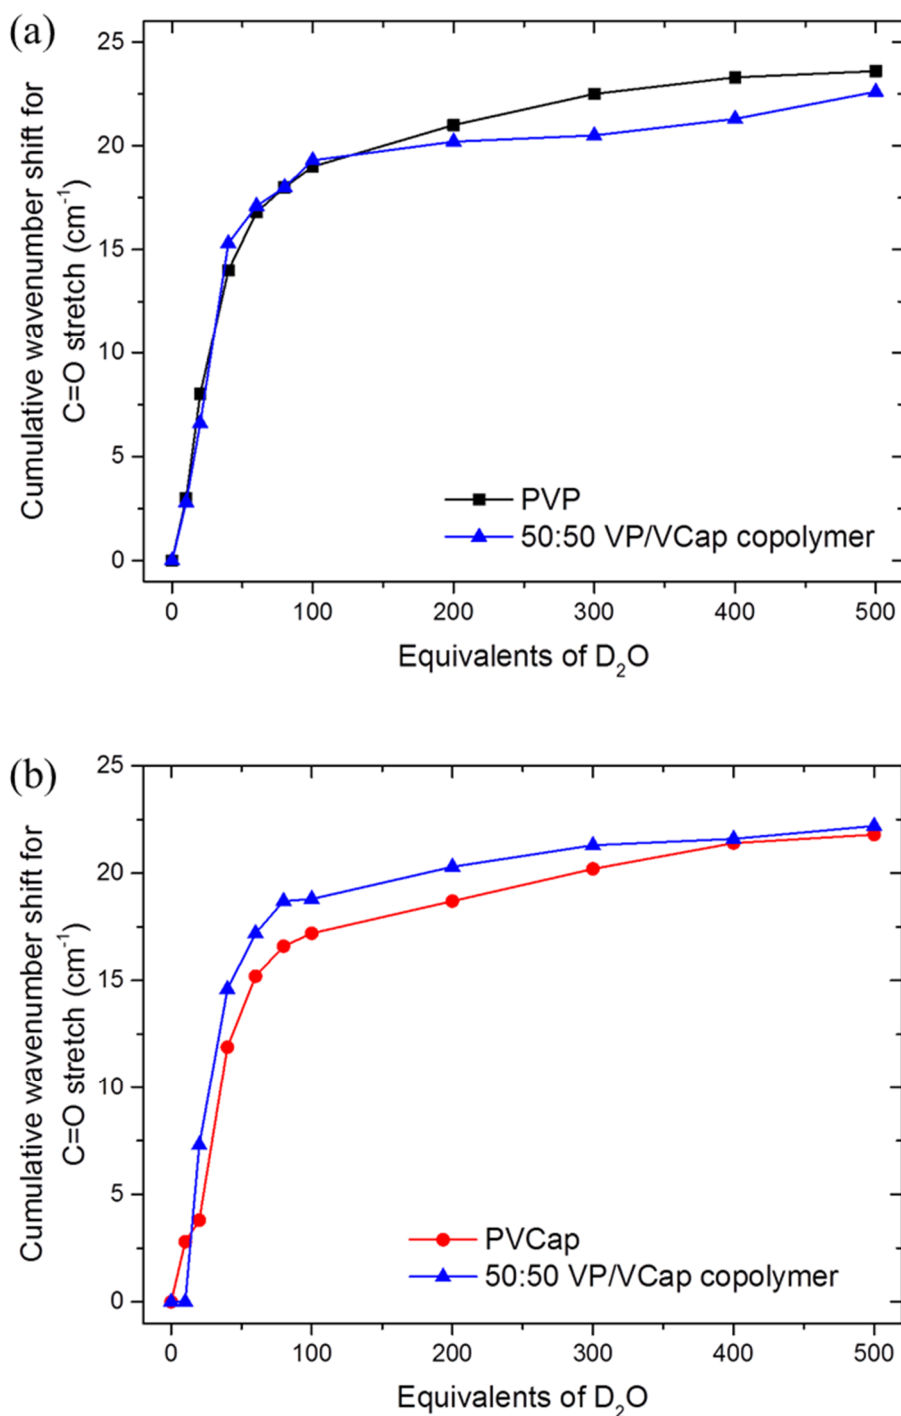 (a)
25
20
15
10
5
0
Cumulative wavenumber shift for
C=O stretch (cm⁻¹)
PVP
50:50 VP/VCap copolymer
0 100 200 300 400 500
Equivalents of D₂O
(b)
25
20
15
10
5
0
Cumulative wavenumber shift for
C=O stretch (cm⁻¹)
PVCap
50:50 VP/VCap copolymer
0 100 200 300 400 500
Equivalents of D₂O